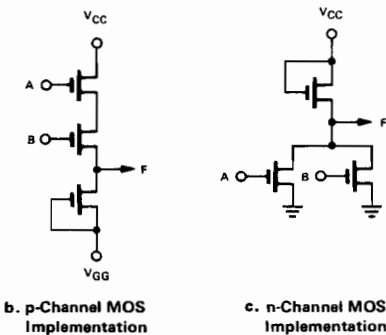 VCC
A
B
F
VGG
b. p-Channel MOS
Implementation
VCC
F
A
B
c. n-Channel MOS
Implementation